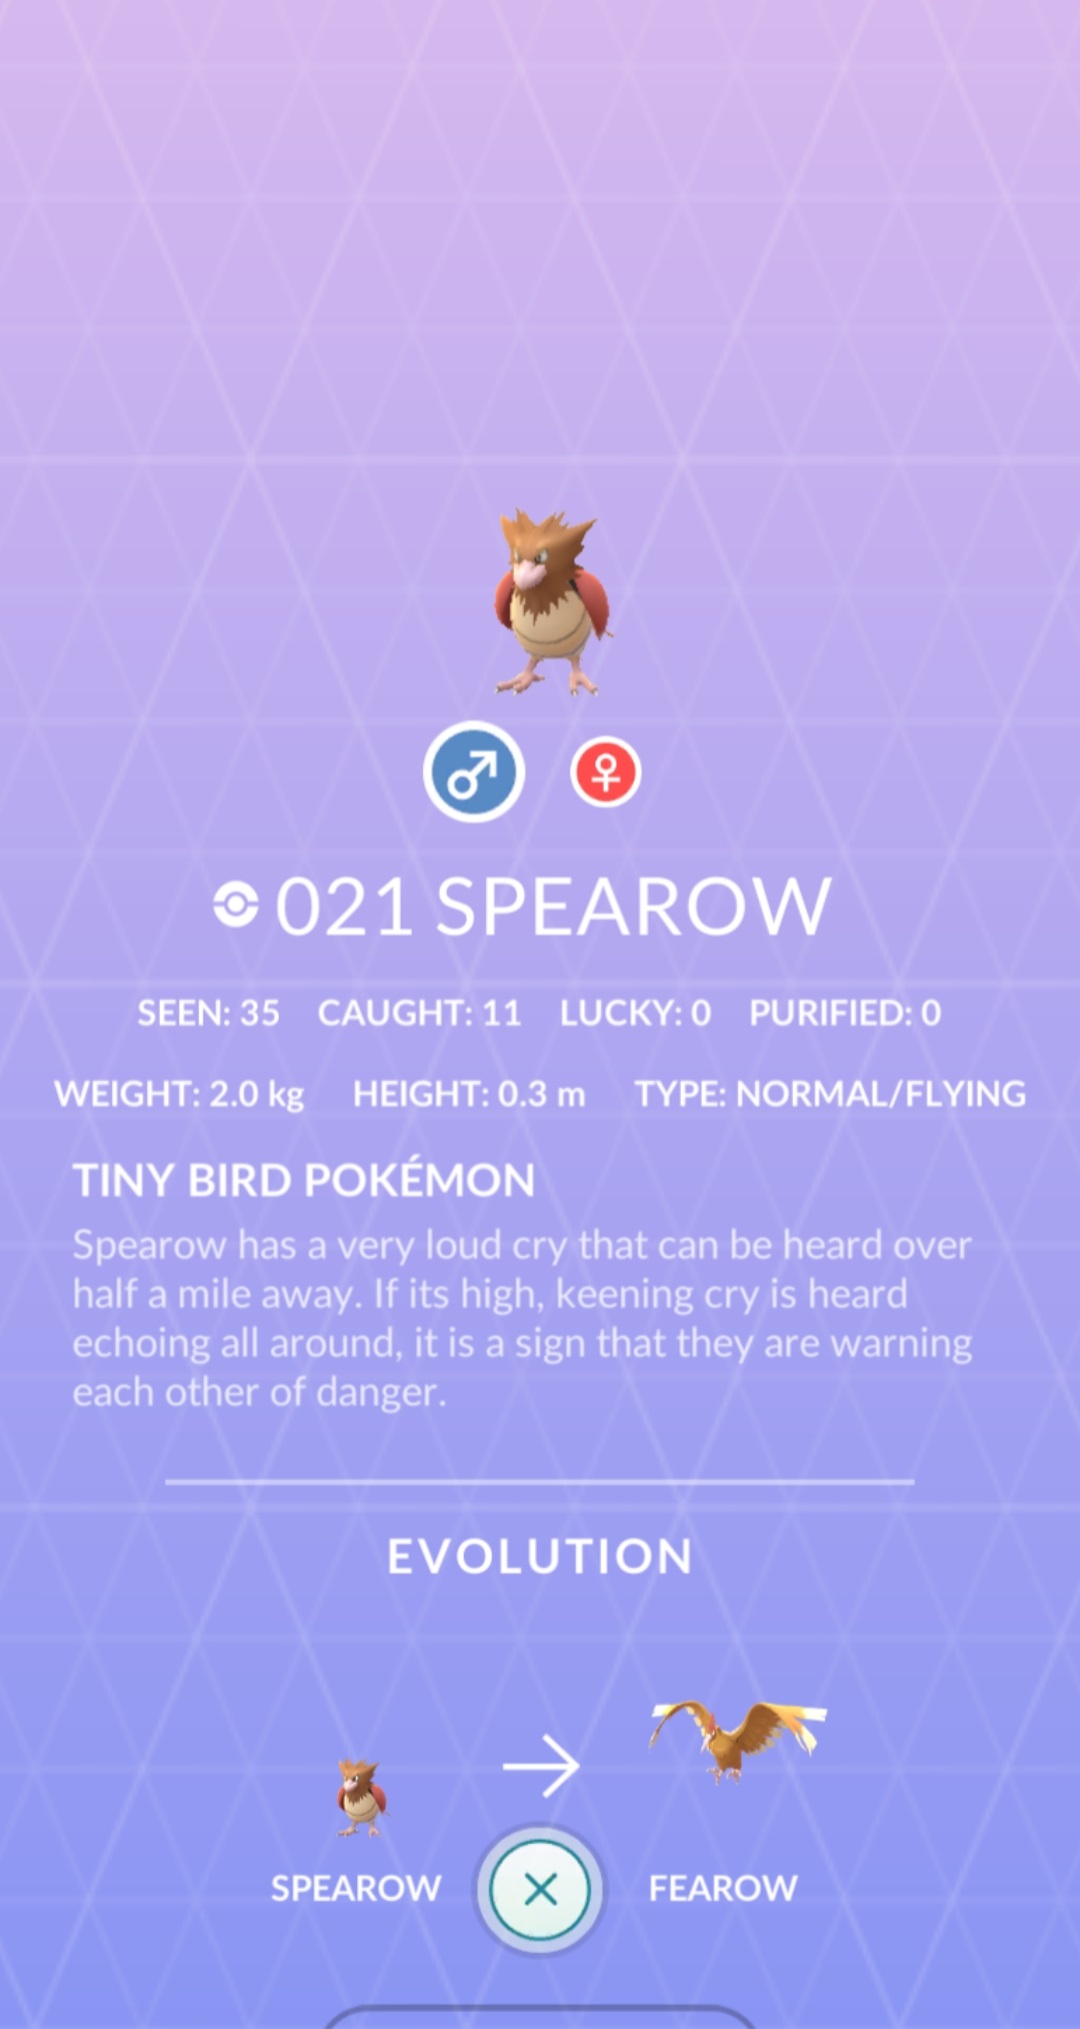 021 SPEAROW
SEEN: 35 CAUGHT: 11 LUCKY: 0 PURIFIED: 0
WEIGHT: 2.0 kg HEIGHT: 0.3 m TYPE: NORMAL/FLYING
TINY BIRD POKÉMON
Spearow has a very loud cry that can be heard over
half a mile away. If its high, keening cry is heard
echoing all around, it is a sign that they are warning
each other of danger.
EVOLUTION
SPEAROW FEAROW